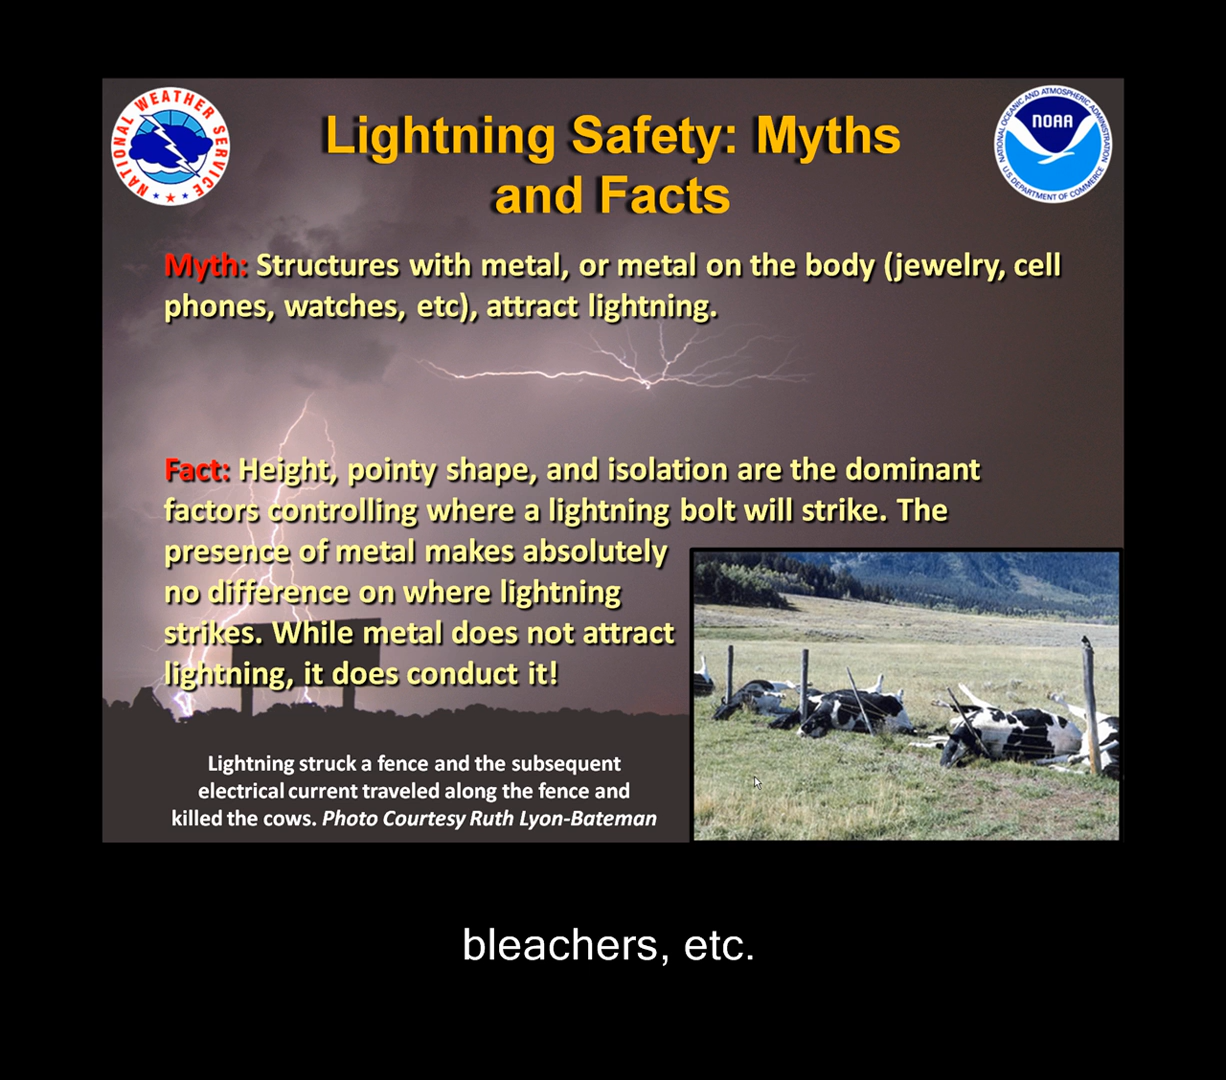 NATIONAL WEATHER SERVICE
NATIONAL OCEANIC AND ATMOSPHERIC ADMINISTRATION
NOAA
U.S. DEPARTMENT OF COMMERCE
Lightning Safety: Myths
and Facts
Myth: Structures with metal, or metal on the body (jewelry, cell
phones, watches, etc), attract lightning.
Fact: Height, pointy shape, and isolation are the dominant
factors controlling where a lightning bolt will strike. The
presence of metal makes absolutely
no difference on where lightning
strikes. While metal does not attract
lightning, it does conduct it!
Lightning struck a fence and the subsequent
electrical current traveled along the fence and
killed the cows. Photo Courtesy Ruth Lyon-Bateman
bleachers, etc.